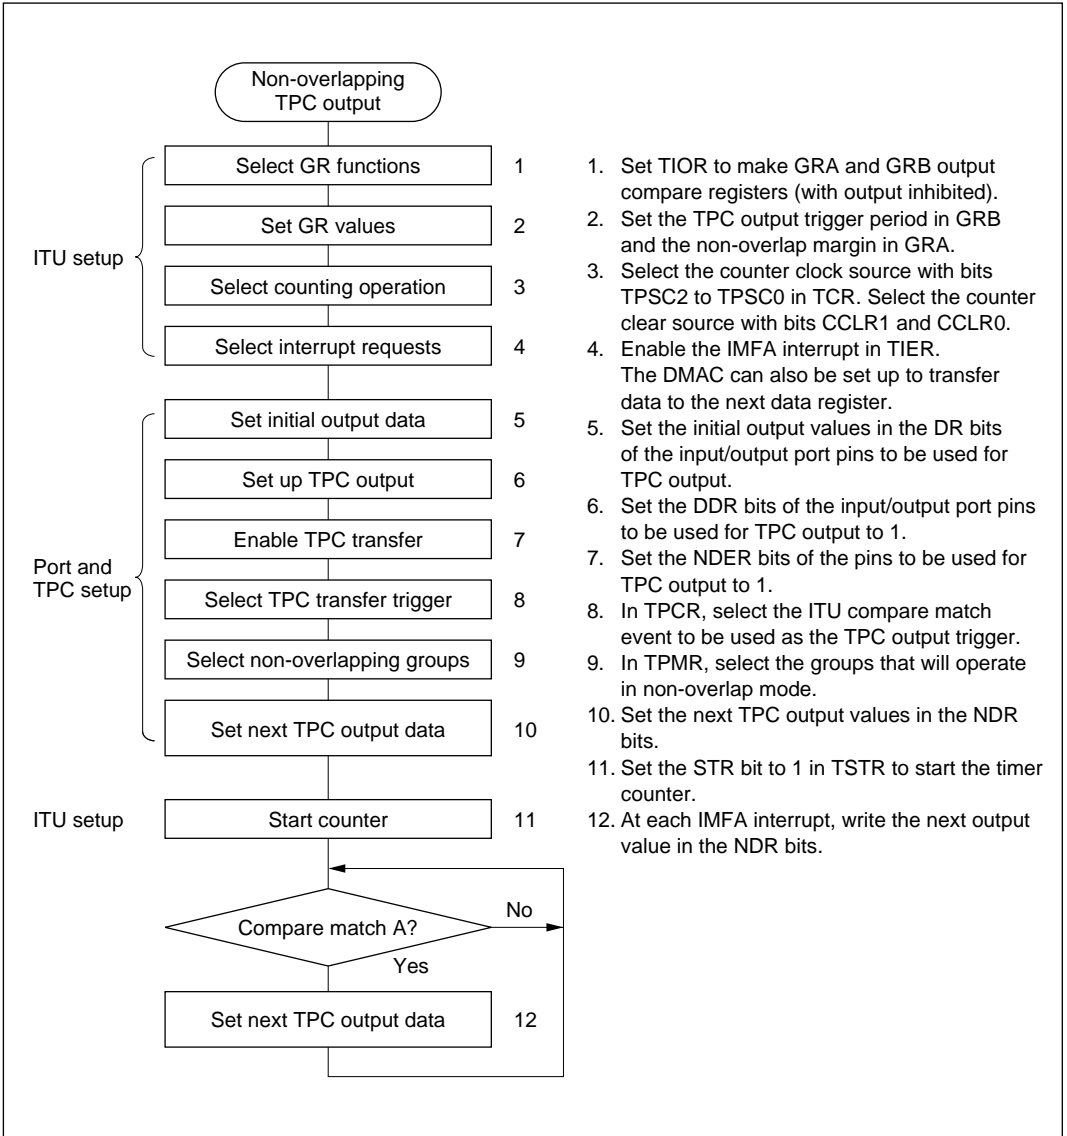 Non-overlapping
TPC output
Select GR functions 1
Set GR values 2
ITU setup
Select counting operation 3
Select interrupt requests 4
Set initial output data 5
Set up TPC output 6
Enable TPC transfer 7
Port and
TPC setup
Select TPC transfer trigger 8
Select non-overlapping groups 9
Set next TPC output data 10
ITU setup
Start counter 11
Compare match A?
No
Yes
Set next TPC output data 12
1. Set TIOR to make GRA and GRB output
compare registers (with output inhibited).
2. Set the TPC output trigger period in GRB
and the non-overlap margin in GRA.
3. Select the counter clock source with bits
TPSC2 to TPSC0 in TCR. Select the counter
clear source with bits CCLR1 and CCLR0.
4. Enable the IMFA interrupt in TIER.
The DMAC can also be set up to transfer
data to the next data register.
5. Set the initial output values in the DR bits
of the input/output port pins to be used for
TPC output.
6. Set the DDR bits of the input/output port pins
to be used for TPC output to 1.
7. Set the NDER bits of the pins to be used for
TPC output to 1.
8. In TPCR, select the ITU compare match
event to be used as the TPC output trigger.
9. In TPMR, select the groups that will operate
in non-overlap mode.
10. Set the next TPC output values in the NDR
bits.
11. Set the STR bit to 1 in TSTR to start the timer
counter.
12. At each IMFA interrupt, write the next output
value in the NDR bits.